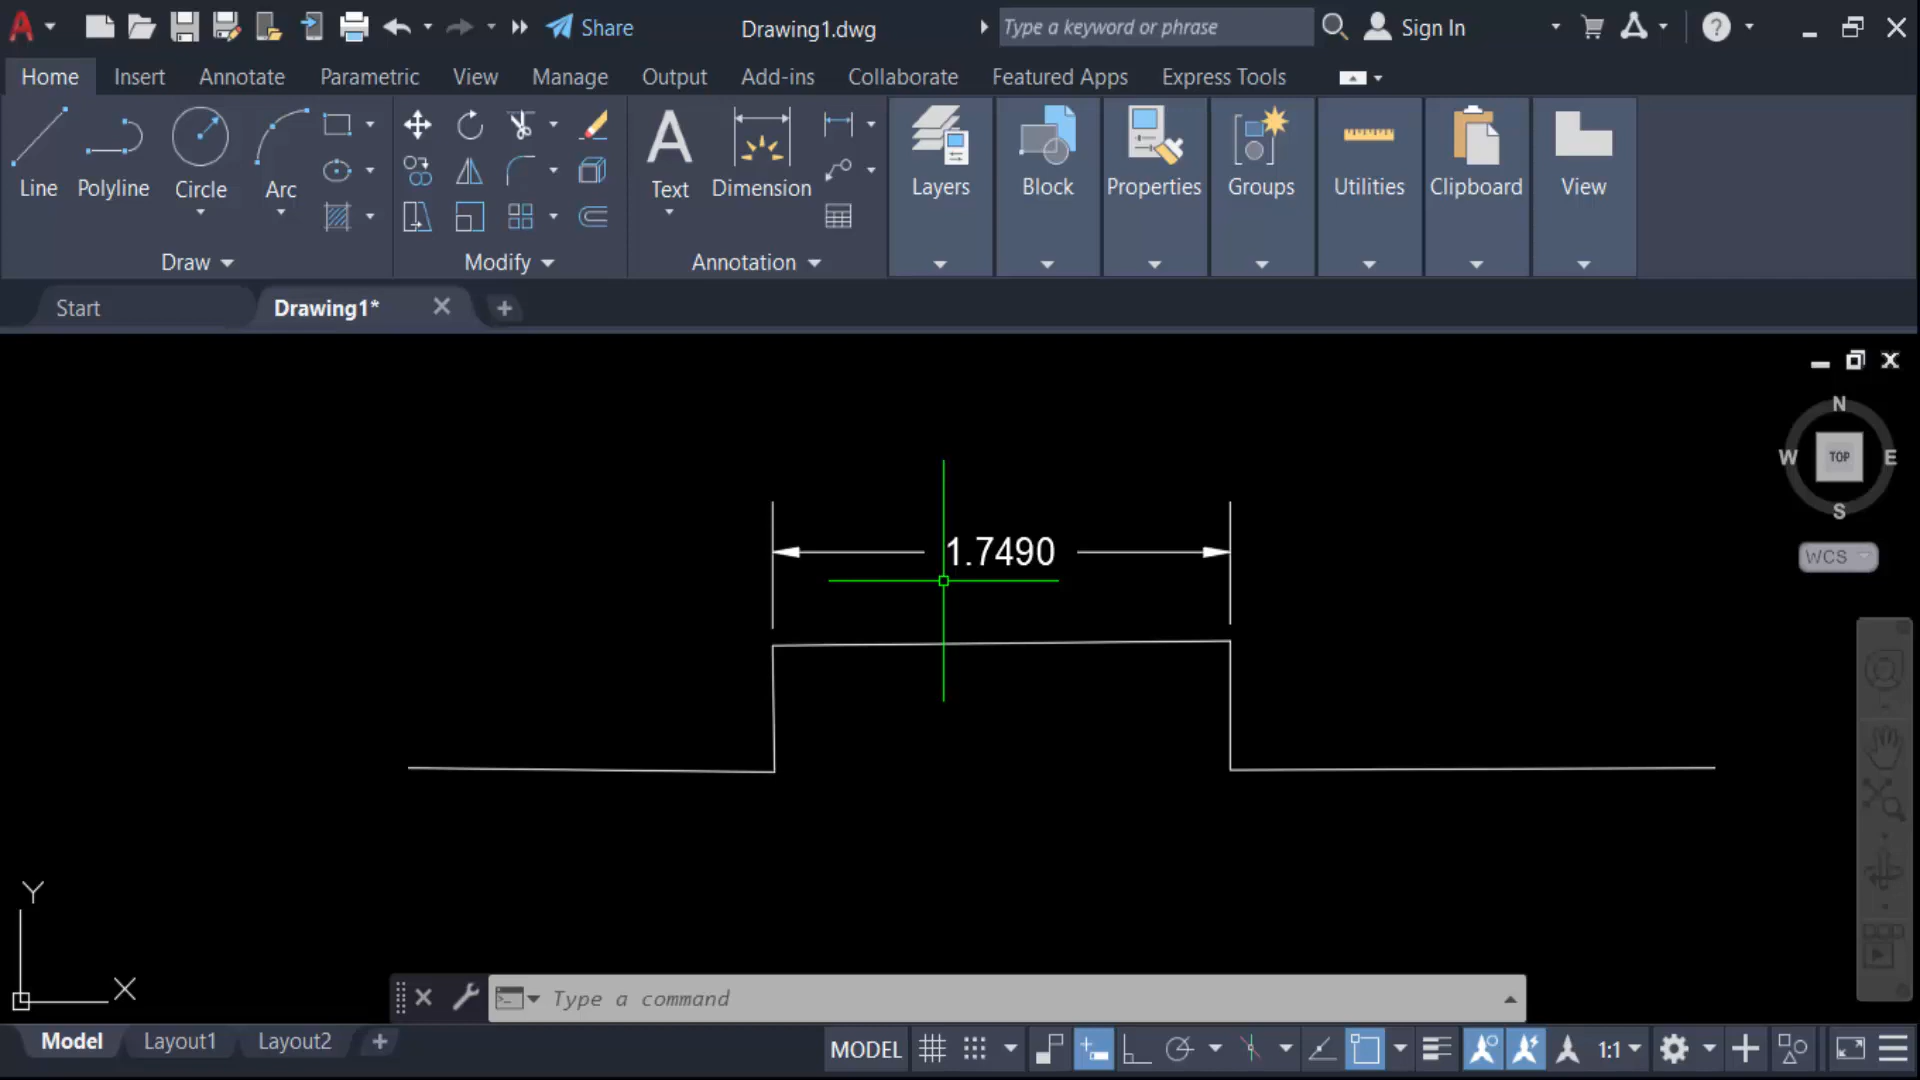 Share
Drawing1.dwg
Type a keyword or phrase
Sign In
Home Insert Annotate Parametric View Manage Output Add-ins Collaborate Featured Apps Express Tools
Line Polyline Circle Arc
Text Dimension
Layers Block Properties Groups Utilities Clipboard View
Draw Modify Annotation
Start Drawing1*
N
W TOP E
S
WCS
1.7490
Y
X
Type a command
Model Layout1 Layout2
MODEL 1:1